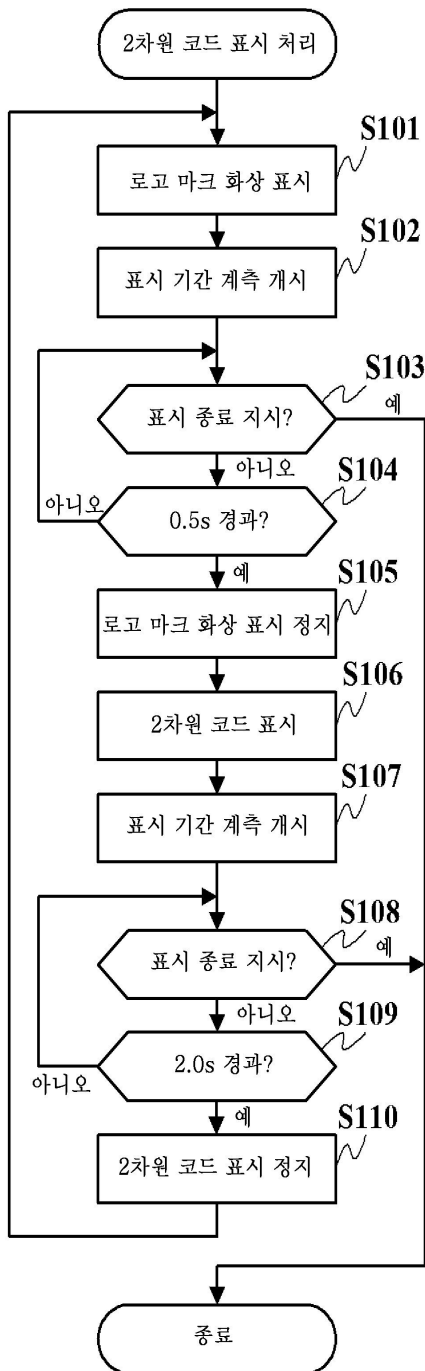 2차원 코드 표시 처리
S101
로고 마크 화상 표시
S102
표시 기간 계측 개시
S103
표시 종료 지시?
예
아니오
S104
0.5s 경과?
아니오
예
S105
로고 마크 화상 표시 정지
S106
2차원 코드 표시
S107
표시 기간 계측 개시
S108
표시 종료 지시?
예
아니오
S109
2.0s 경과?
아니오
예
S110
2차원 코드 표시 정지
종료